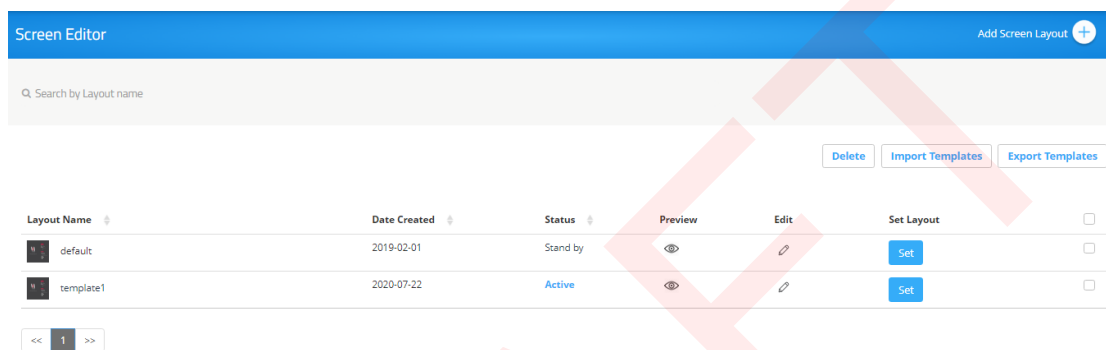 Screen Editor Add Screen Layout
Search by Layout name
Delete Import Templates Export Templates
Layout Name Date Created Status Preview Edit Set Layout
default 2019-02-01 Stand by Set
template1 2020-07-22 Active Set
<< 1 >>